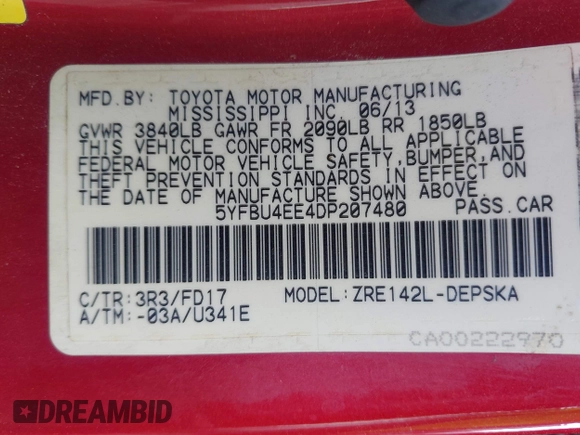 MFD.BY: TOYOTA MOTOR MANUFACTURING
MISSISSIPPI INC. 06/13
GVWR 3840LB GAWR FR 2090LB RR 1850LB
THIS VEHICLE CONFORMS TO ALL APPLICABLE
FEDERAL MOTOR VEHICLE SAFETY,BUMPER,AND
THEFT PREVENTION STANDARDS IN EFFECT ON
THE DATE OF MANUFACTURE SHOWN ABOVE.
5YFBU4EE4DP207480 PASS.CAR
C/TR:3R3/FD17 MODEL:ZRE142L-DEPSKA
A/TM:-03A/U341E
CA00222970
DREAMBID